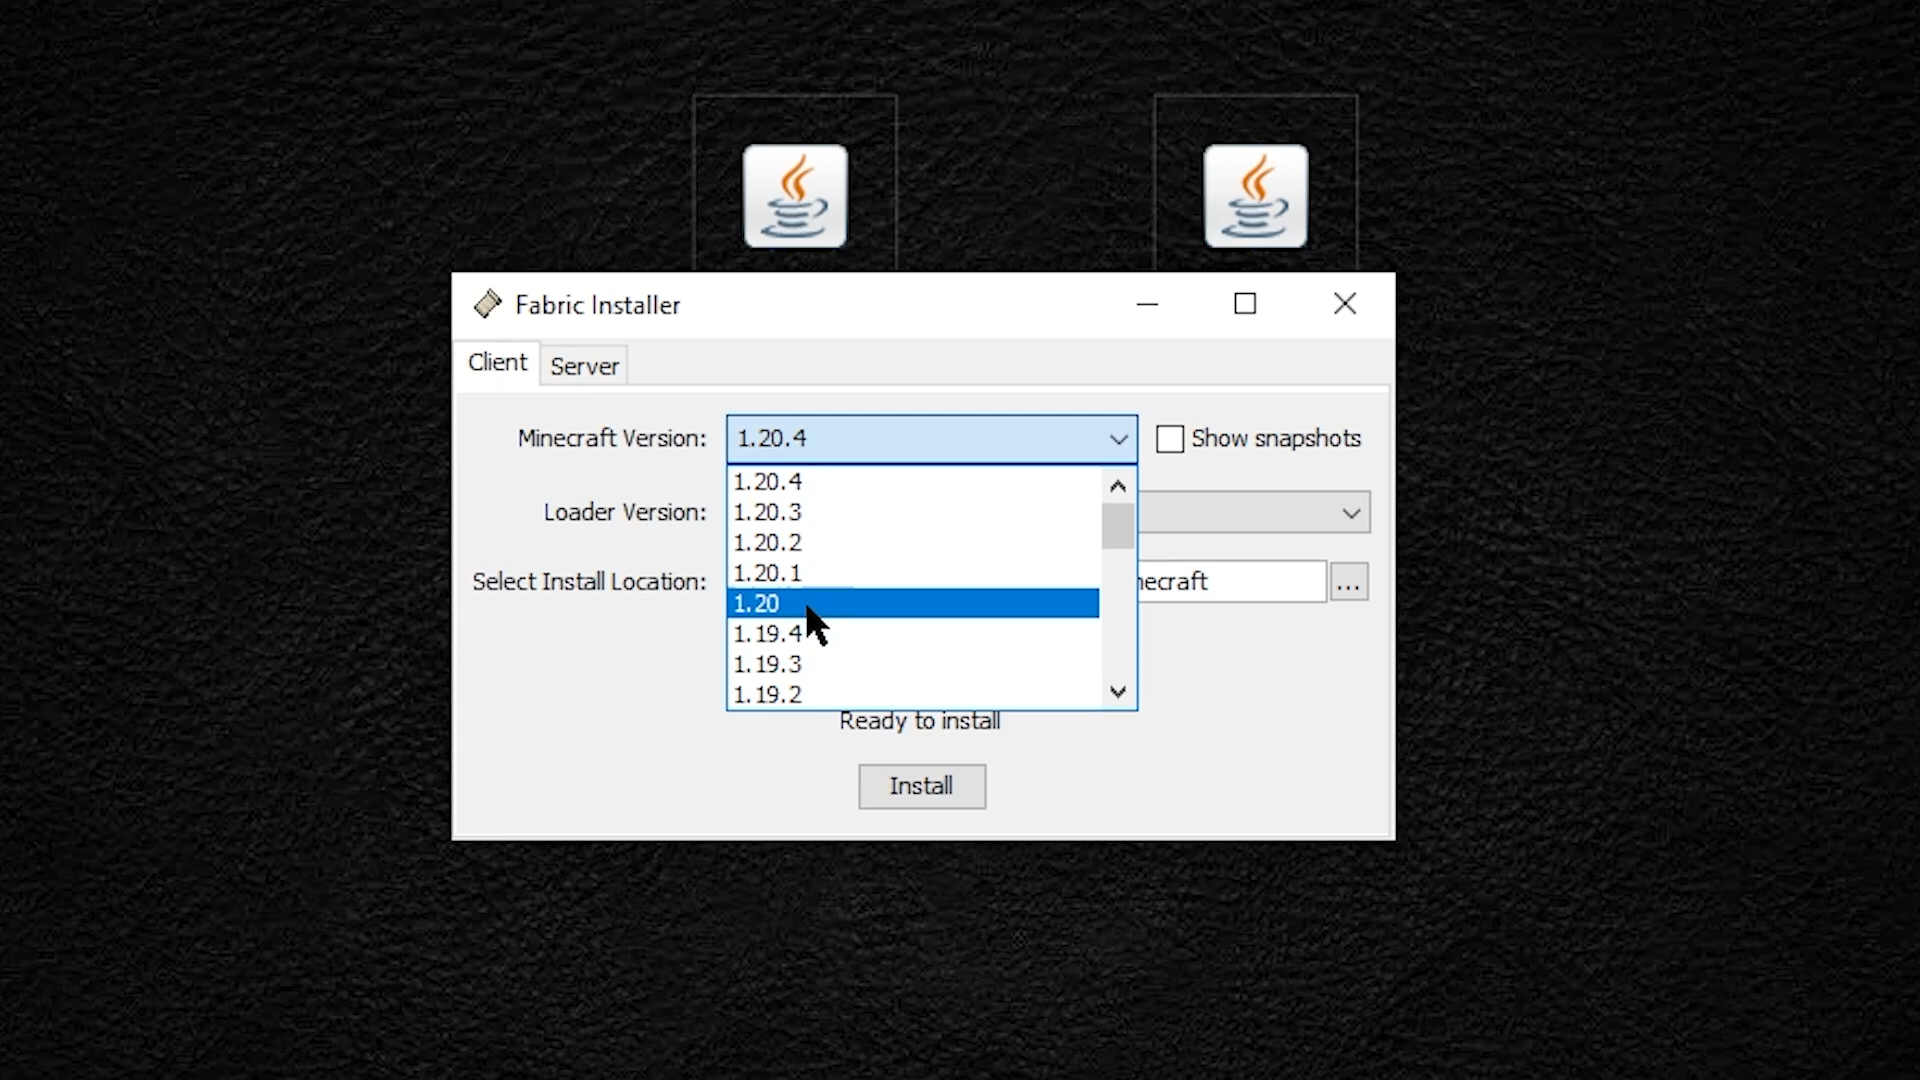 Fabric Installer
Client
Server
Minecraft Version:
1.20.4
Show snapshots
1.20.4
1.20.3
1.20.2
1.20.1
1.20
1.19.4
1.19.3
1.19.2
Loader Version:
Select Install Location:
necraft
...
Ready to install
Install